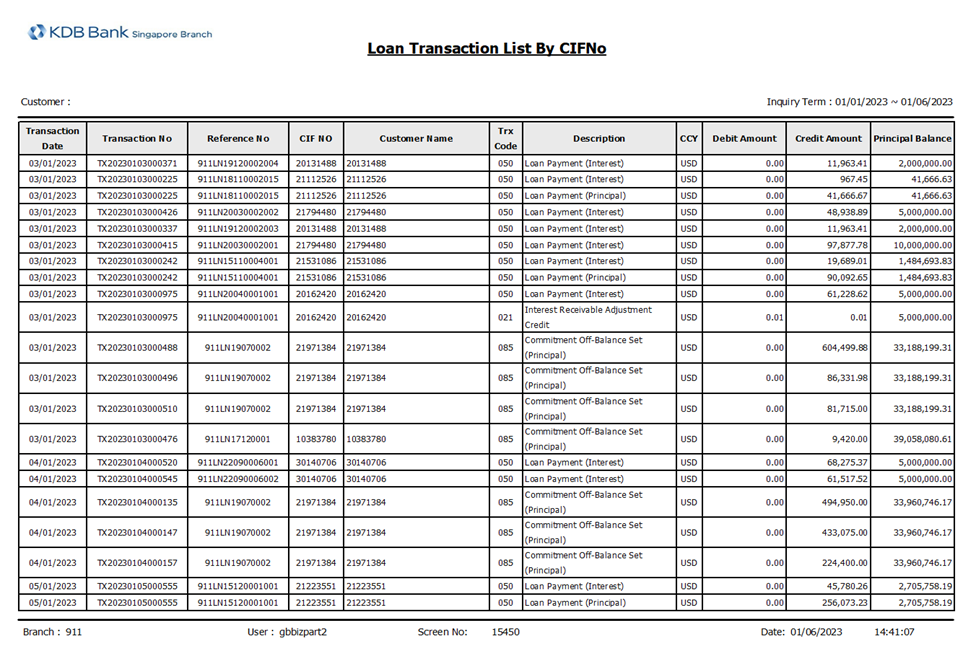 KDB Bank Singapore Branch
Loan Transaction List By CIFNo
Customer : Inquiry Term : 01/01/2023 ~ 01/06/2023
Transaction Date Transaction No Reference No CIF NO Customer Name Trx Code Description CCY Debit Amount Credit Amount Principal Balance
03/01/2023 TX20230103000371 911LN19120002004 20131488 20131488 050 Loan Payment (Interest) USD 0.00 11,963.41 2,000,000.00
03/01/2023 TX20230103000225 911LN18110002015 21112526 21112526 050 Loan Payment (Interest) USD 0.00 967.45 41,666.63
03/01/2023 TX20230103000225 911LN18110002015 21112526 21112526 050 Loan Payment (Principal) USD 0.00 41,666.67 41,666.63
03/01/2023 TX20230103000426 911LN20030002002 21794480 21794480 050 Loan Payment (Interest) USD 0.00 48,938.89 5,000,000.00
03/01/2023 TX20230103000337 911LN19120002003 20131488 20131488 050 Loan Payment (Interest) USD 0.00 11,963.41 2,000,000.00
03/01/2023 TX20230103000415 911LN20030002001 21794480 21794480 050 Loan Payment (Interest) USD 0.00 97,877.78 10,000,000.00
03/01/2023 TX20230103000242 911LN15110004001 21531086 21531086 050 Loan Payment (Interest) USD 0.00 19,689.01 1,484,693.83
03/01/2023 TX20230103000242 911LN15110004001 21531086 21531086 050 Loan Payment (Principal) USD 0.00 90,092.65 1,484,693.83
03/01/2023 TX20230103000975 911LN20040001001 20162420 20162420 050 Loan Payment (Interest) USD 0.00 61,228.62 5,000,000.00
03/01/2023 TX20230103000975 911LN20040001001 20162420 20162420 021 Interest Receivable Adjustment Credit USD 0.01 0.01 5,000,000.00
03/01/2023 TX20230103000488 911LN19070002 21971384 21971384 085 Commitment Off-Balance Set (Principal) USD 0.00 604,499.88 33,188,199.31
03/01/2023 TX20230103000496 911LN19070002 21971384 21971384 085 Commitment Off-Balance Set (Principal) USD 0.00 86,331.98 33,188,199.31
03/01/2023 TX20230103000510 911LN19070002 21971384 21971384 085 Commitment Off-Balance Set (Principal) USD 0.00 81,715.00 33,188,199.31
03/01/2023 TX20230103000476 911LN17120001 10383780 10383780 085 Commitment Off-Balance Set (Principal) USD 0.00 9,420.00 39,058,080.61
04/01/2023 TX20230104000520 911LN22090006001 30140706 30140706 050 Loan Payment (Interest) USD 0.00 68,275.37 5,000,000.00
04/01/2023 TX20230104000545 911LN22090006002 30140706 30140706 050 Loan Payment (Interest) USD 0.00 61,517.52 5,000,000.00
04/01/2023 TX20230104000135 911LN19070002 21971384 21971384 085 Commitment Off-Balance Set (Principal) USD 0.00 494,950.00 33,960,746.17
04/01/2023 TX20230104000147 911LN19070002 21971384 21971384 085 Commitment Off-Balance Set (Principal) USD 0.00 433,075.00 33,960,746.17
04/01/2023 TX20230104000157 911LN19070002 21971384 21971384 085 Commitment Off-Balance Set (Principal) USD 0.00 224,400.00 33,960,746.17
05/01/2023 TX20230105000555 911LN15120001001 21223551 21223551 050 Loan Payment (Interest) USD 0.00 45,780.26 2,705,758.19
05/01/2023 TX20230105000555 911LN15120001001 21223551 21223551 050 Loan Payment (Principal) USD 0.00 256,073.23 2,705,758.19
Branch : 911 User : gbbizpart2 Screen No: 15450 Date: 01/06/2023 14:41:07